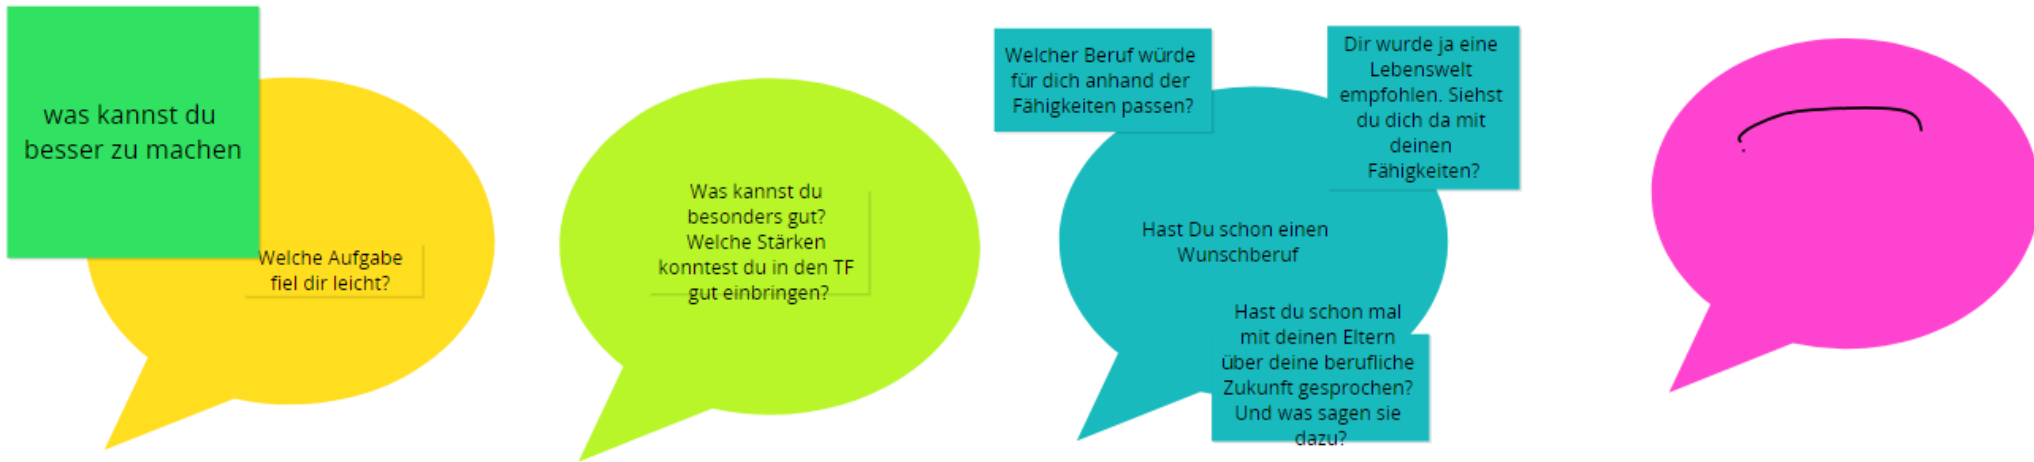 was kannst du
besser zu machen
Welche Aufgabe
fiel dir leicht?
Was kannst du
besonders gut?
Welche Stärken
konntest du in den TF
gut einbringen?
Welcher Beruf würde
für dich anhand der
Fähigkeiten passen?
Dir wurde ja eine
Lebenswelt
empfohlen. Siehst
du dich da mit
deinen
Fähigkeiten?
Hast Du schon einen
Wunschberuf
Hast du schon mal
mit deinen Eltern
über deine berufliche
Zukunft gesprochen?
Und was sagen sie
dazu?